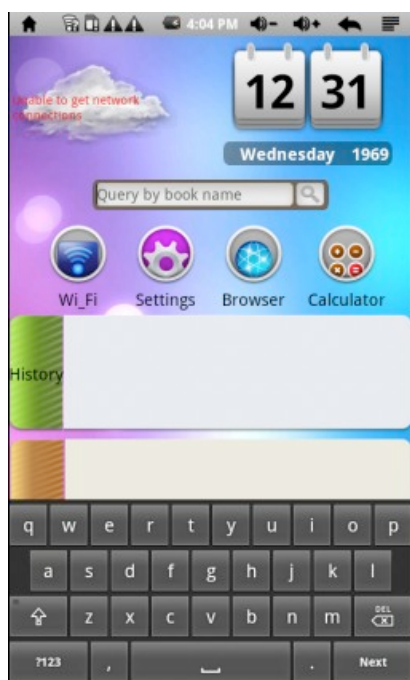 4:04 PM
Unable to get network
connections
12 31
Wednesday 1969
Query by book name
Wi_Fi Settings Browser Calculator
History
q w e r t y u i o p
a s d f g h j k l
z x c v b n m DEL
?123 , . Next